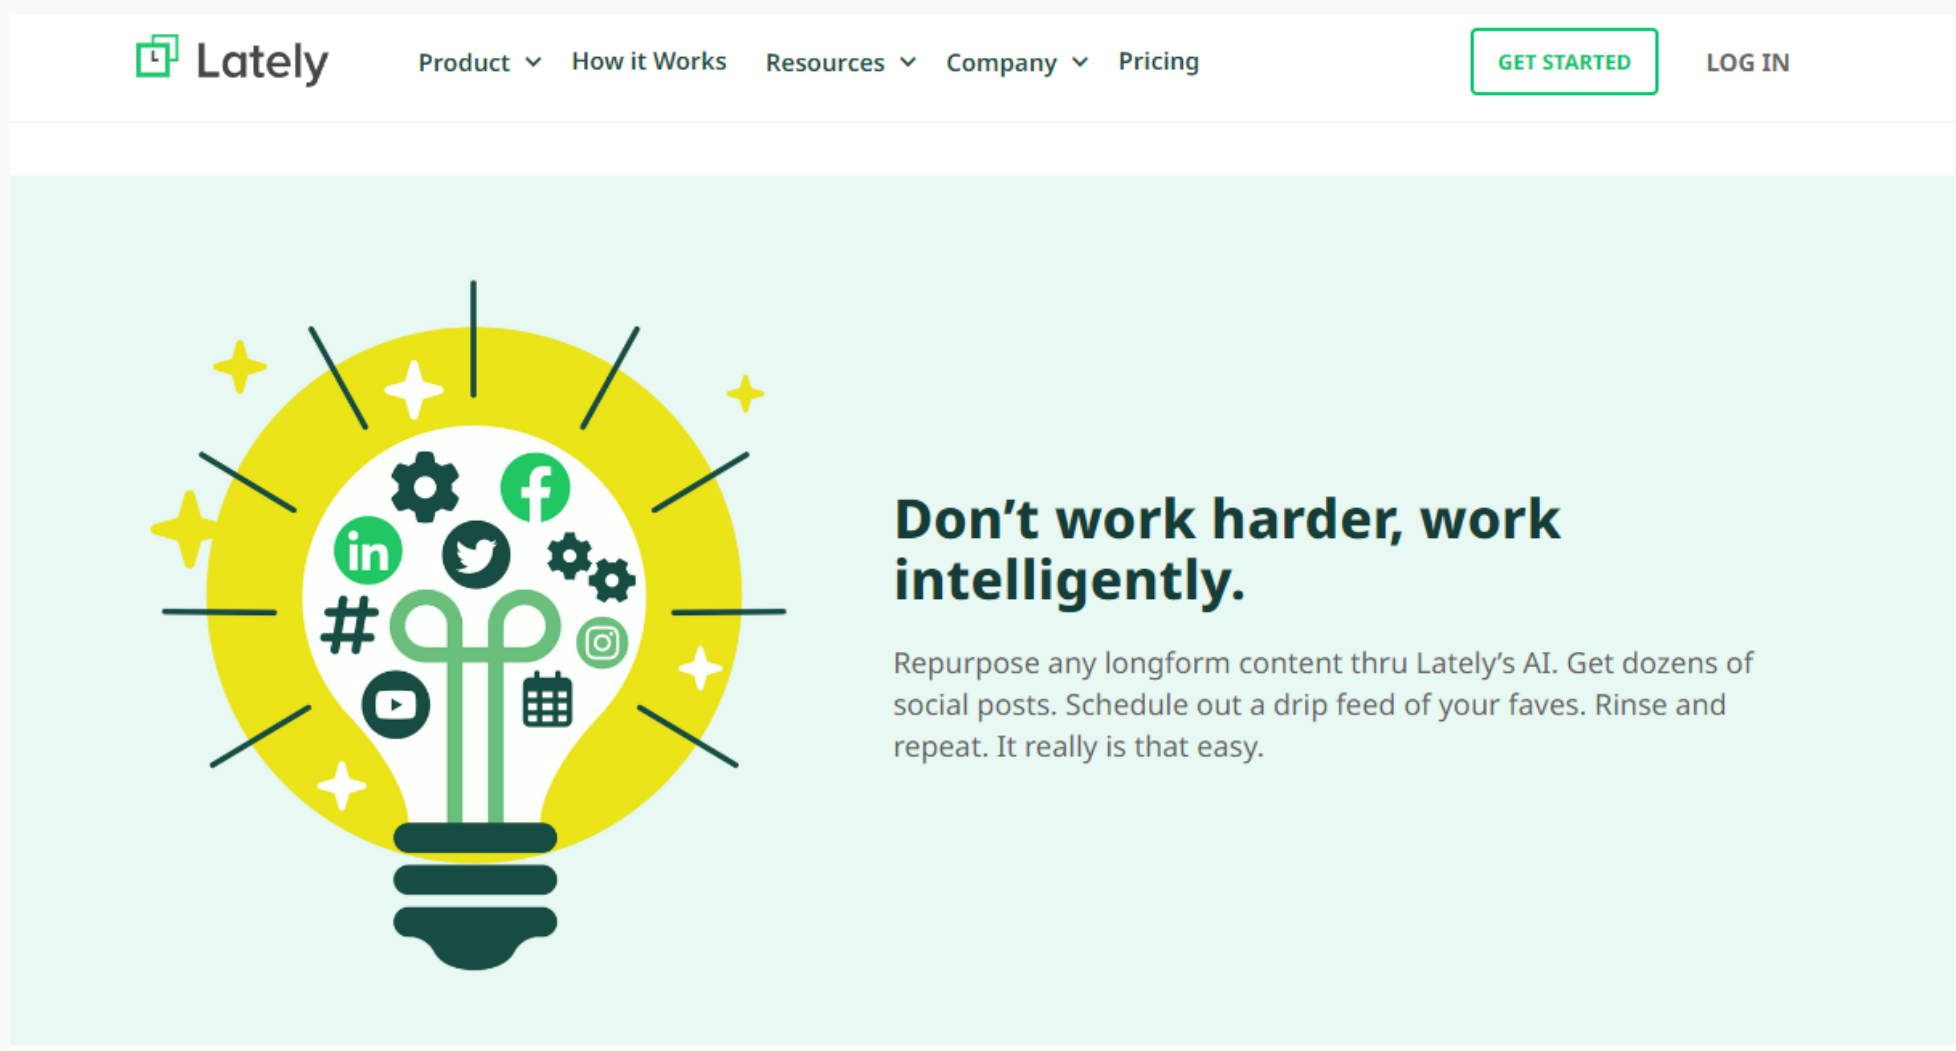 Lately
Product
How it Works
Resources
Company
Pricing
GET STARTED
LOG IN
Don’t work harder, work
intelligently.
Repurpose any longform content thru Lately’s AI. Get dozens of
social posts. Schedule out a drip feed of your faves. Rinse and
repeat. It really is that easy.